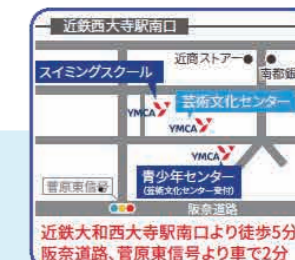 近鉄西大寺駅南口
近商ストアー
南都銀
スイミングスクール
芸術文化センター
YMCA
YMCA
YMCA
青少年センター
(芸術文化センター受付)
菅原東信号
阪奈道路
近鉄大和西大寺駅南口より徒歩5分
阪奈道路、菅原東信号より車で2分